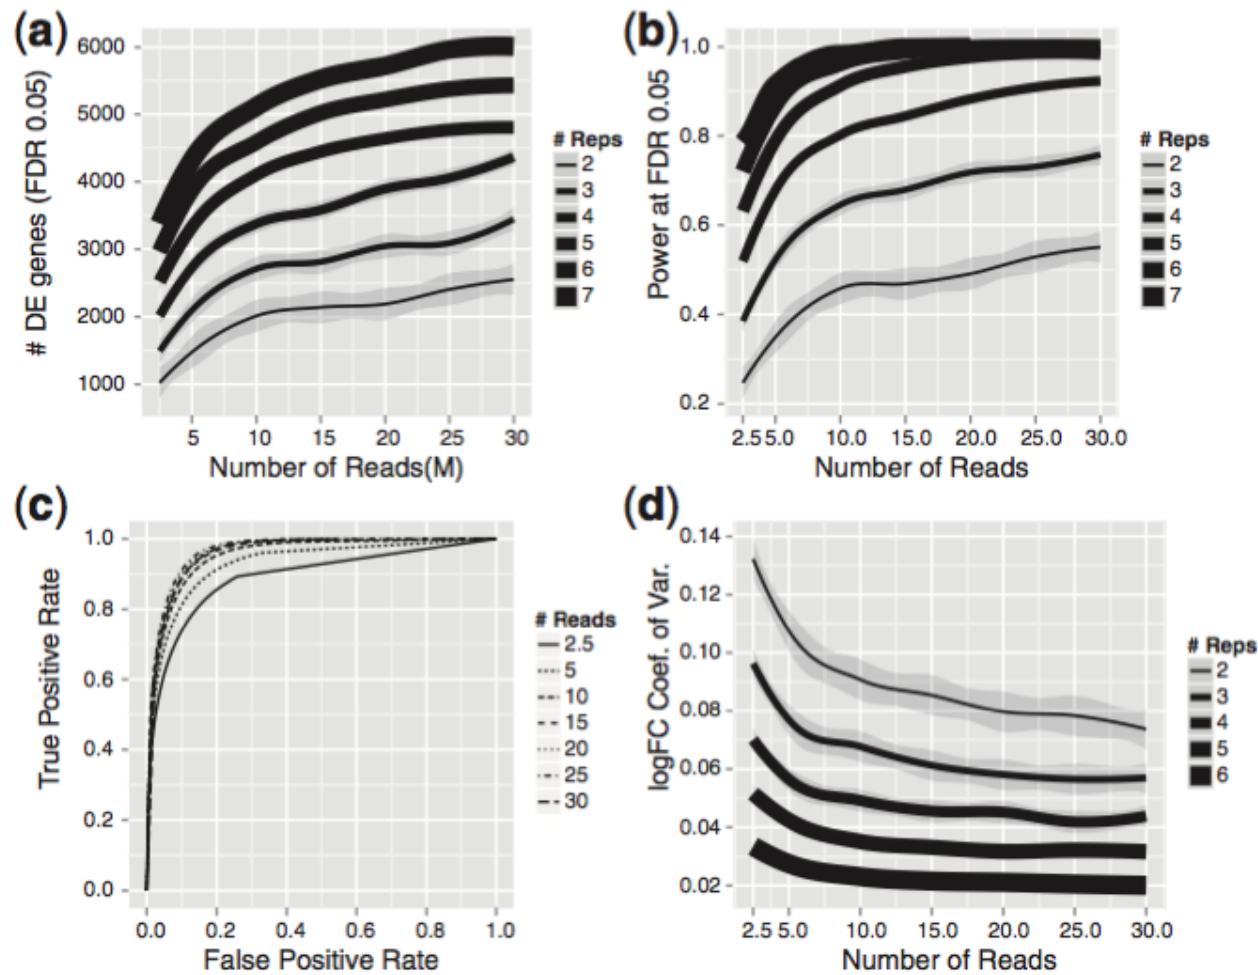 (a)
# DE genes (FDR 0.05)
6000
5000
4000
3000
2000
1000
5 10 15 20 25 30
Number of Reads(M)
# Reps
2
3
4
5
6
7
(b)
Power at FDR 0.05
1.0
0.8
0.6
0.4
0.2
2.5 5.0 10.0 15.0 20.0 25.0 30.0
Number of Reads
# Reps
2
3
4
5
6
7
(c)
True Positive Rate
1.0
0.8
0.6
0.4
0.2
0.0
0.0 0.2 0.4 0.6 0.8 1.0
False Positive Rate
# Reads
2.5
5
10
15
20
25
30
(d)
logFC Coef. of Var.
0.14
0.12
0.10
0.08
0.06
0.04
0.02
2.5 5.0 10.0 15.0 20.0 25.0 30.0
Number of Reads
# Reps
2
3
4
5
6